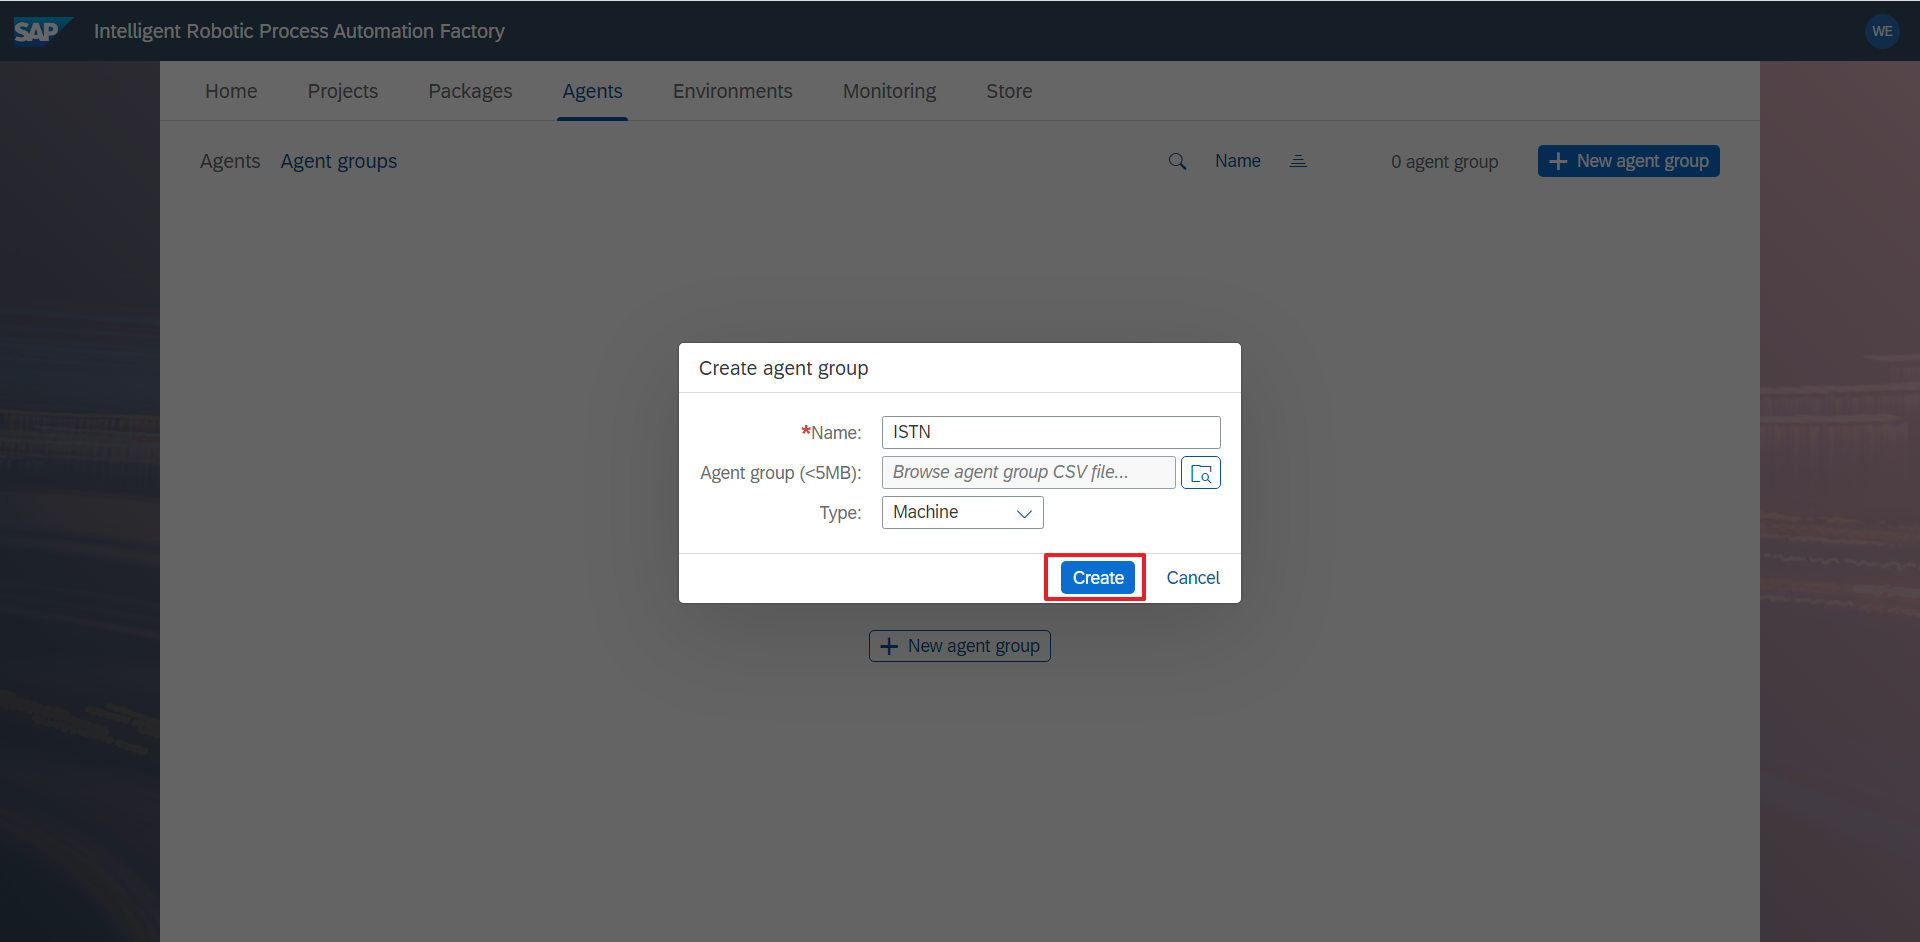 SAP Intelligent Robotic Process Automation Factory WE
Home Projects Packages Agents Environments Monitoring Store
Agents Agent groups Name 0 agent group New agent group
Create agent group
*Name: ISTN
Agent group (<5MB): Browse agent group CSV file...
Type: Machine
Create Cancel
New agent group